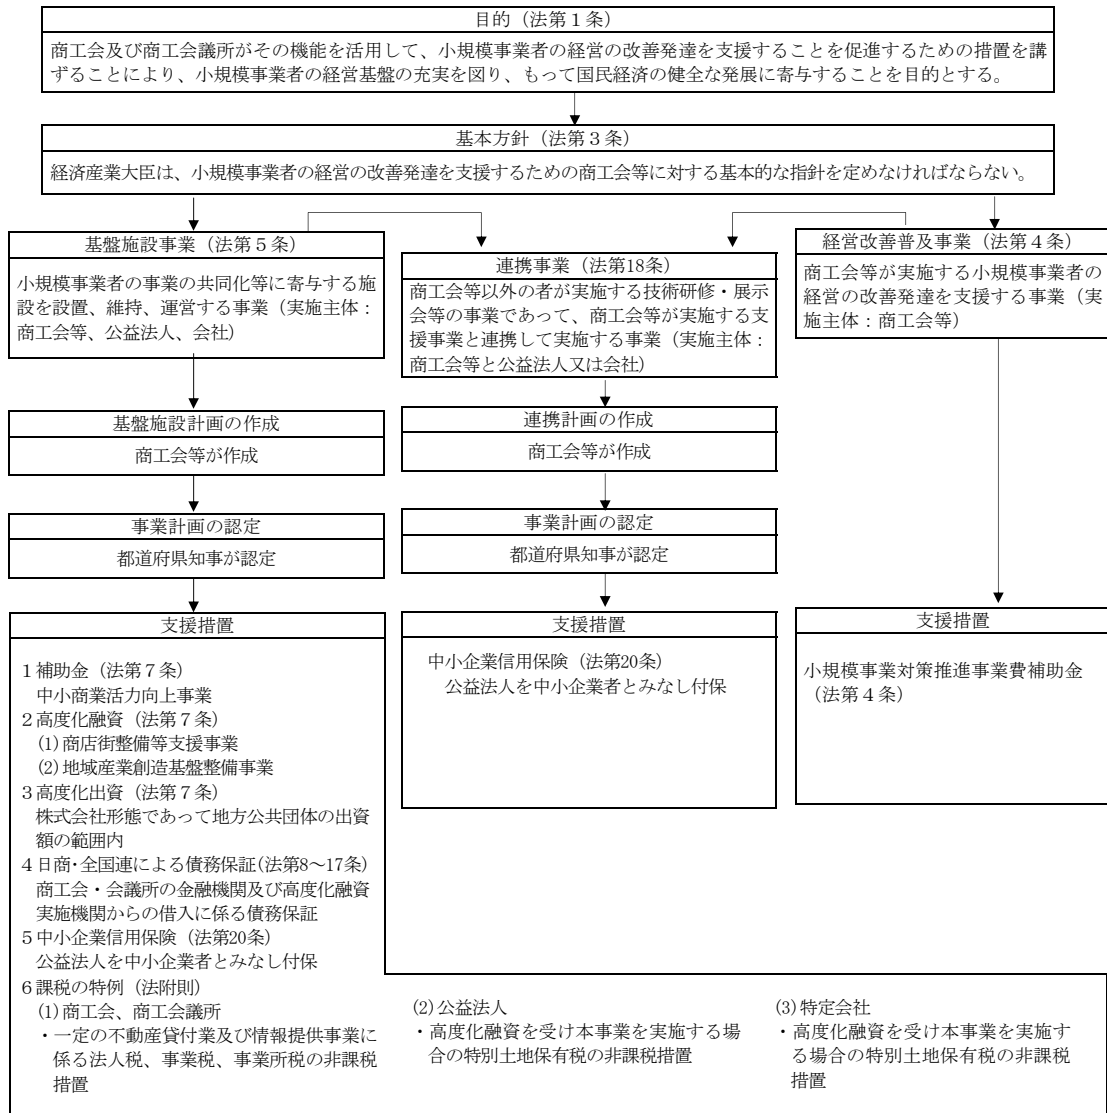 目的（法第１条）
商工会及び商工会議所がその機能を活用して、小規模事業者の経営の改善発達を支援することを促進するための措置を講
ずることにより、小規模事業者の経営基盤の充実を図り、もって国民経済の健全な発展に寄与することを目的とする。
基本方針（法第３条）
経済産業大臣は、小規模事業者の経営の改善発達を支援するための商工会等に対する基本的な指針を定めなければならない。
基盤施設事業（法第５条）
小規模事業者の事業の共同化等に寄与する施
設を設置、維持、運営する事業（実施主体：
商工会等、公益法人、会社）
基盤施設計画の作成
商工会等が作成
事業計画の認定
都道府県知事が認定
連携事業（法第18条）
商工会等以外の者が実施する技術研修・展示
会等の事業であって、商工会等が実施する支
援事業と連携して実施する事業（実施主体：
商工会等と公益法人又は会社）
連携計画の作成
商工会等が作成
事業計画の認定
都道府県知事が認定
経営改善普及事業（法第４条）
商工会等が実施する小規模事業者の
経営の改善発達を支援する事業（実
施主体：商工会等）
支援措置
１補助金（法第７条）
中小商業活力向上事業
２高度化融資（法第７条）
(1)商店街整備等支援事業
(2)地域産業創造基盤整備事業
３高度化出資（法第７条）
株式会社形態であって地方公共団体の出資
額の範囲内
４日商・全国連による債務保証(法第8～17条)
商工会・会議所の金融機関及び高度化融資
実施機関からの借入に係る債務保証
５中小企業信用保険（法第20条）
公益法人を中小企業者とみなし付保
６課税の特例（法附則）
(1)商工会、商工会議所
・一定の不動産貸付業及び情報提供事業に
係る法人税、事業税、事業所税の非課税
措置
支援措置
中小企業信用保険（法第20条）
公益法人を中小企業者とみなし付保
支援措置
小規模事業対策推進事業費補助金
（法第４条）
(2)公益法人
・高度化融資を受け本事業を実施する場
合の特別土地保有税の非課税措置
(3)特定会社
・高度化融資を受け本事業を実施す
る場合の特別土地保有税の非課税
措置